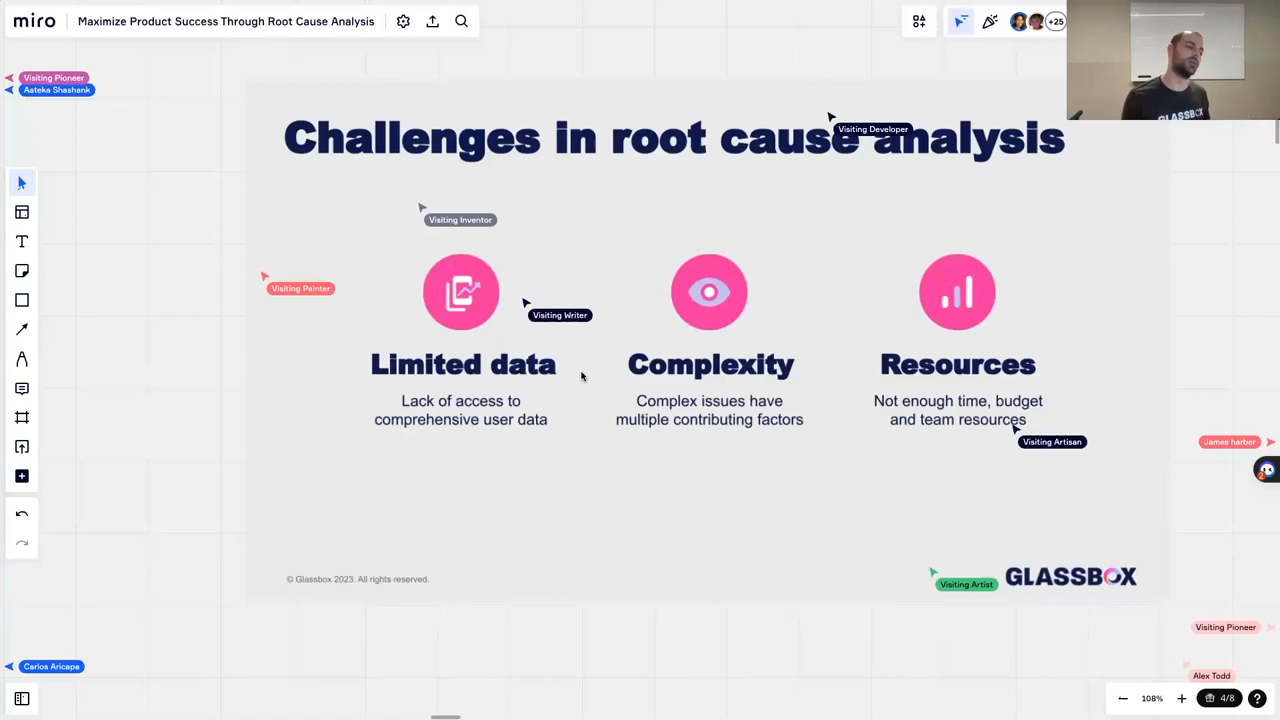 miro
Maximize Product Success Through Root Cause Analysis
+25
Visiting Pioneer
Aateka Shashank
Challenges in root cause analysis
Visiting Developer
Visiting Inventor
Visiting Painter
Visiting Writer
Limited data
Lack of access to
comprehensive user data
Complexity
Complex issues have
multiple contributing factors
Resources
Not enough time, budget
and team resources
Visiting Artisan
James harber
2
© Glassbox 2023. All rights reserved.
Visiting Artist
GLASSBOX
Visiting Pioneer
Carlos Aricapa
Alex Todd
108%
4/8
?
GLASSBOX